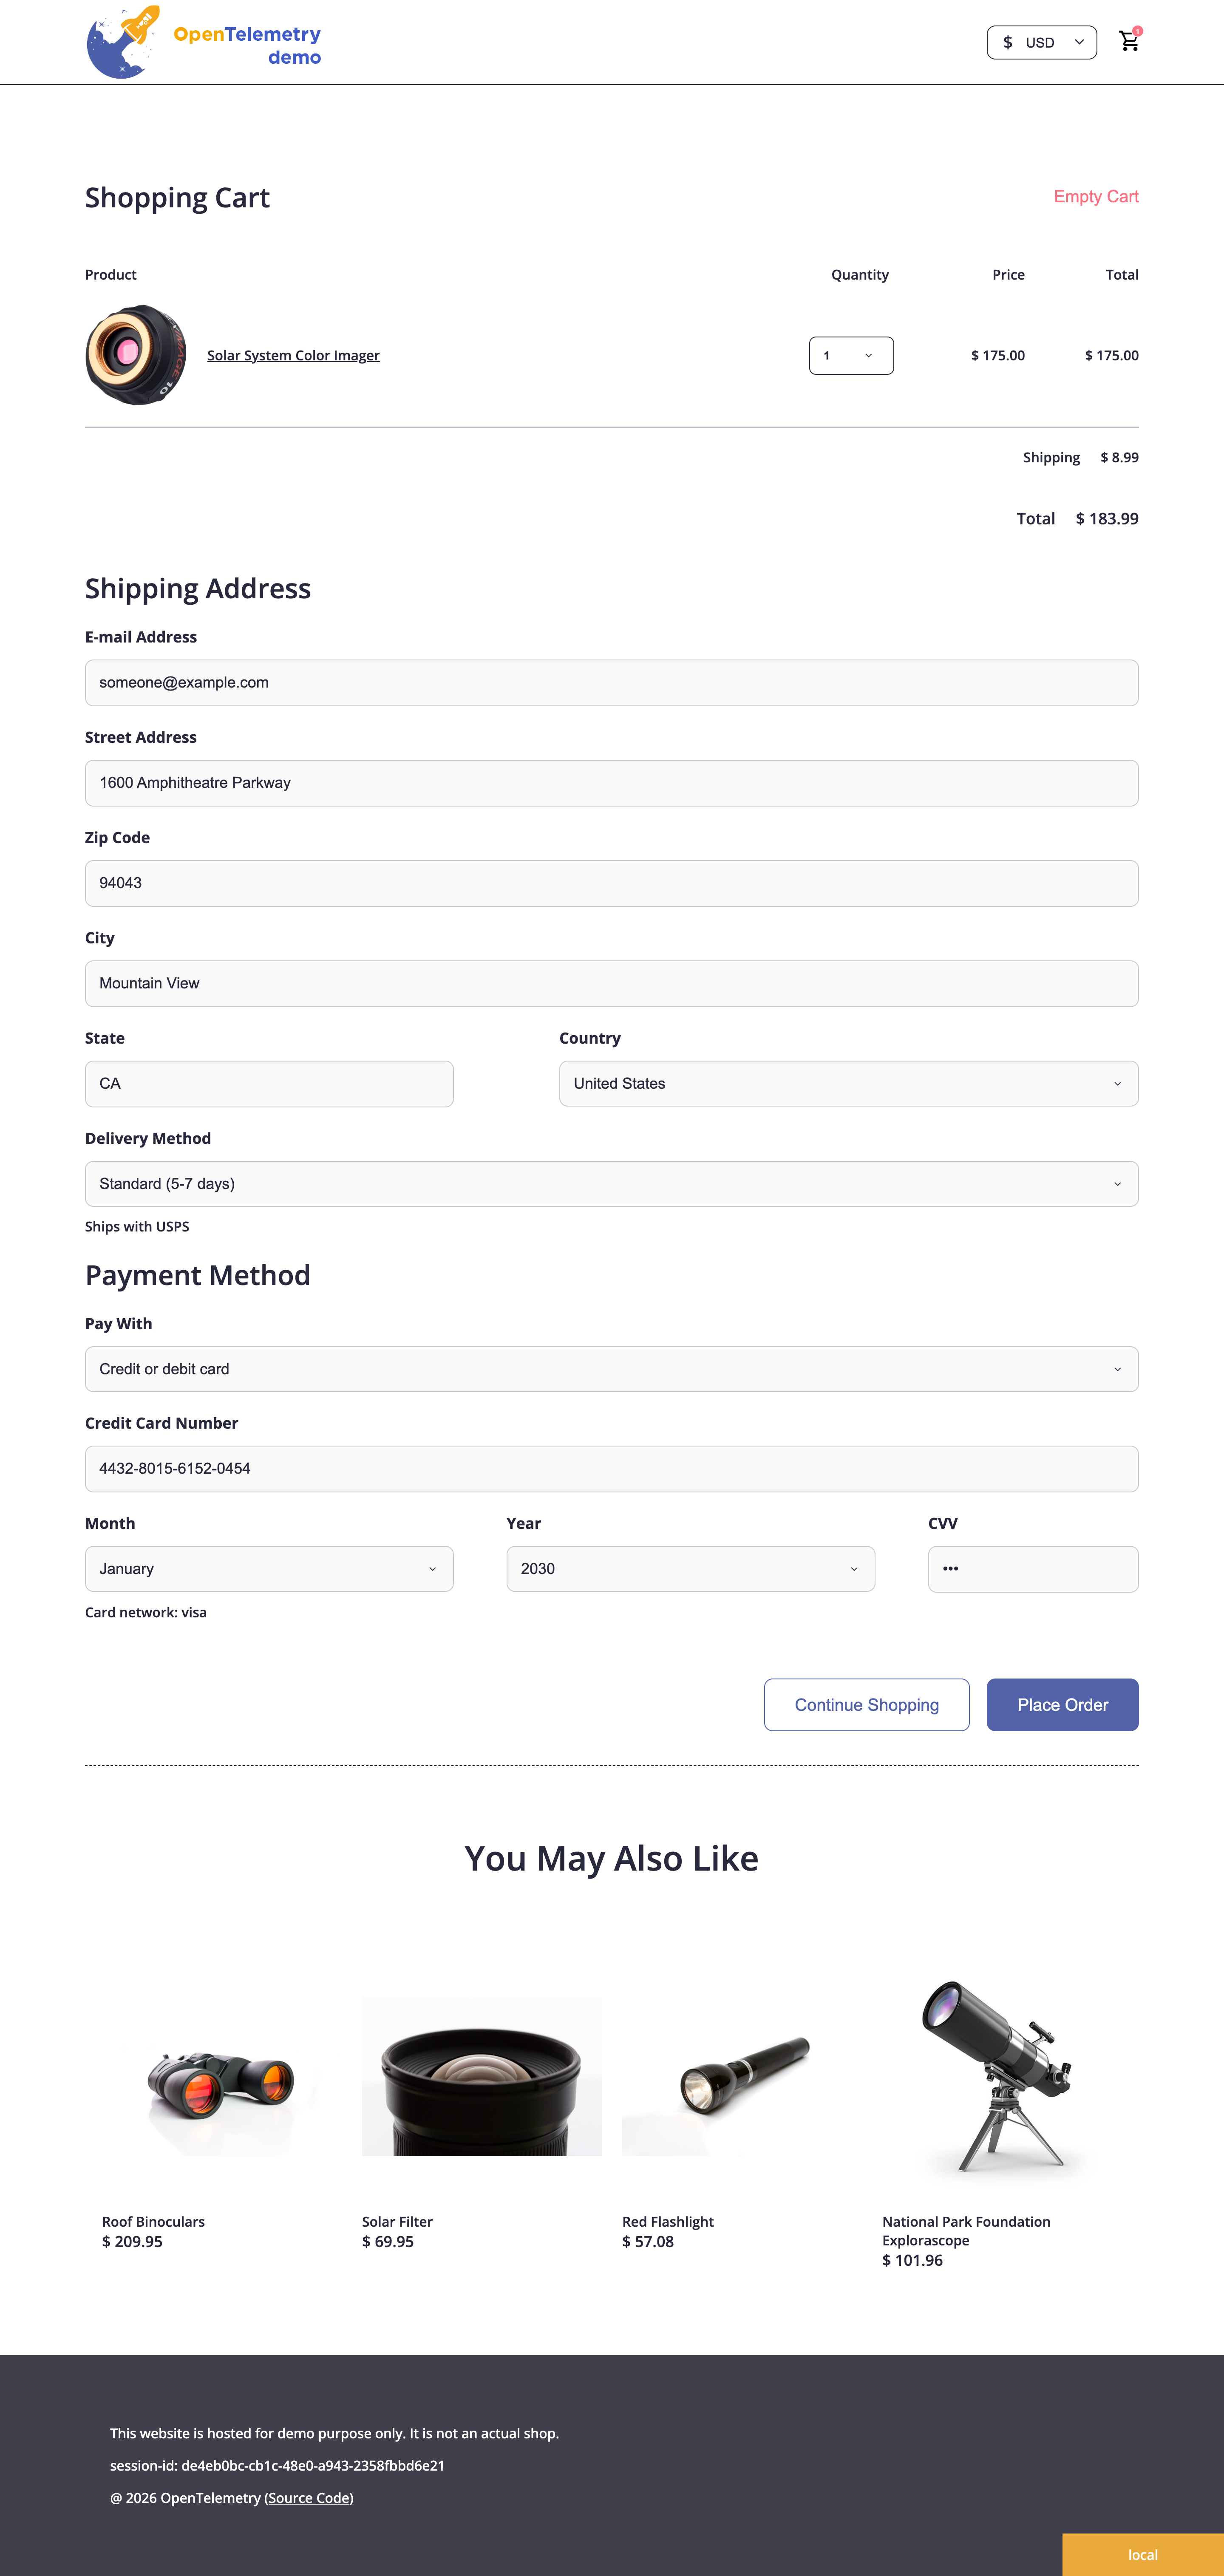 OpenTelemetry
demo
$ USD
1
Shopping Cart
Empty Cart
Product Quantity Price Total
Solar System Color Imager 1 $ 175.00 $ 175.00
Shipping $ 8.99
Total $ 183.99
Shipping Address
E-mail Address
someone@example.com
Street Address
1600 Amphitheatre Parkway
Zip Code
94043
City
Mountain View
State Country
CA United States
Delivery Method
Standard (5-7 days)
Ships with USPS
Payment Method
Pay With
Credit or debit card
Credit Card Number
4432-8015-6152-0454
Month Year CVV
January 2030 •••
Card network: visa
Continue Shopping Place Order
You May Also Like
Roof Binoculars
$ 209.95
Solar Filter
$ 69.95
Red Flashlight
$ 57.08
National Park Foundation
Explorascope
$ 101.96
This website is hosted for demo purpose only. It is not an actual shop.
session-id: de4eb0bc-cb1c-48e0-a943-2358fbbd6e21
@ 2026 OpenTelemetry (Source Code)
local